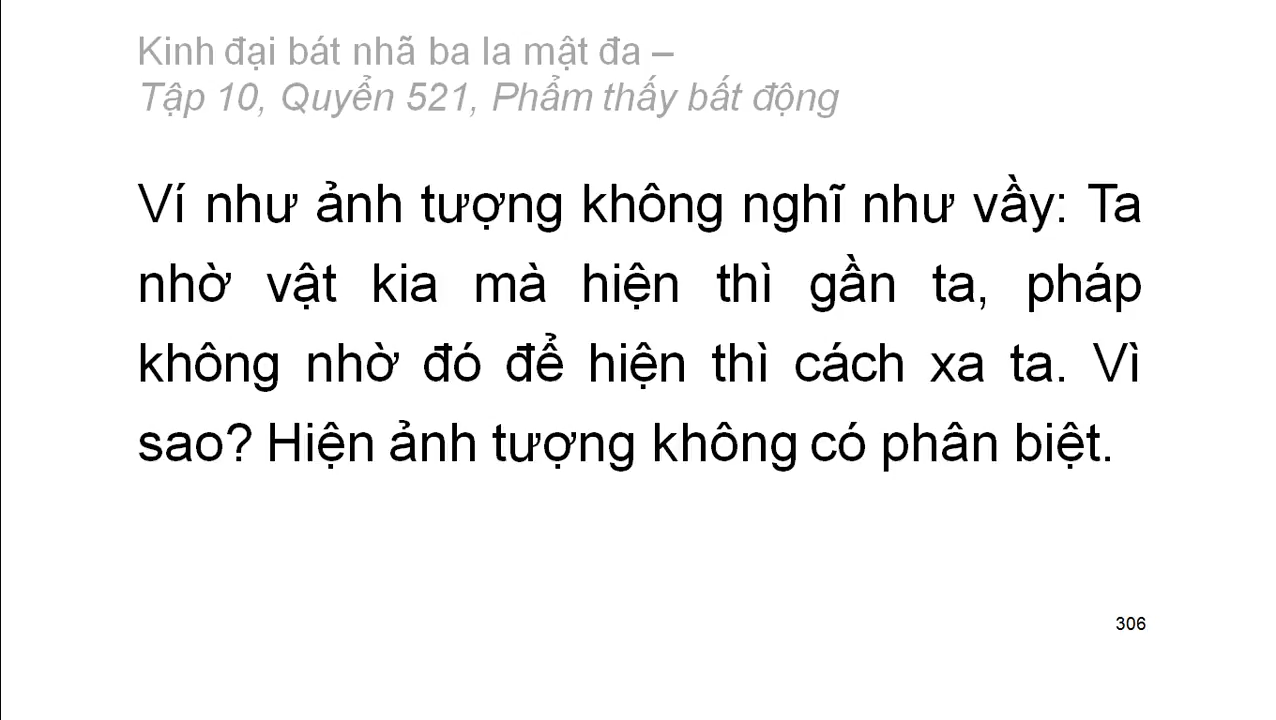 Kinh đại bát nhã ba la mật đa –
Tập 10, Quyển 521, Phẩm thấy bất động
Ví như ảnh tượng không nghĩ như vầy: Ta
nhờ vật kia mà hiện thì gần ta, pháp
không nhờ đó để hiện thì cách xa ta. Vì
sao? Hiện ảnh tượng không có phân biệt.
306